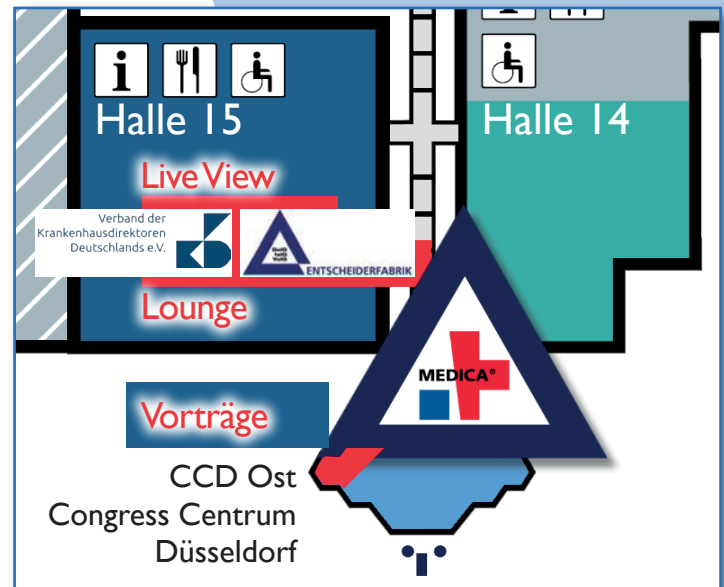 i
i
Halle 15
Halle 14
Live View
Verband der
Krankenhausdirektoren
Deutschlands e.V.
ENTSCHEIDERFABRIK
Lounge
MEDICA®
Vorträge
CCD Ost
Congress Centrum
Düsseldorf